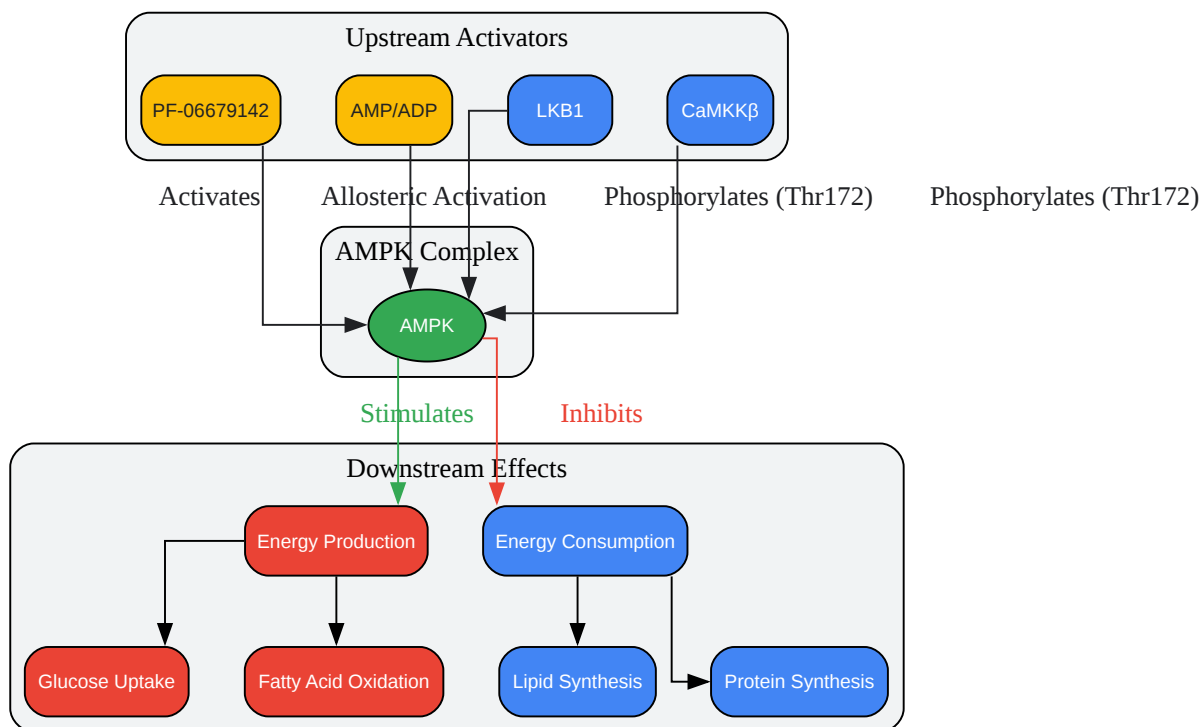 Upstream Activators
PF-06679142
AMP/ADP
LKB1
CaMKKβ
Activates
Allosteric Activation
Phosphorylates (Thr172)
Phosphorylates (Thr172)
AMPK Complex
AMPK
Stimulates
Inhibits
Downstream Effects
Energy Production
Energy Consumption
Glucose Uptake
Fatty Acid Oxidation
Lipid Synthesis
Protein Synthesis